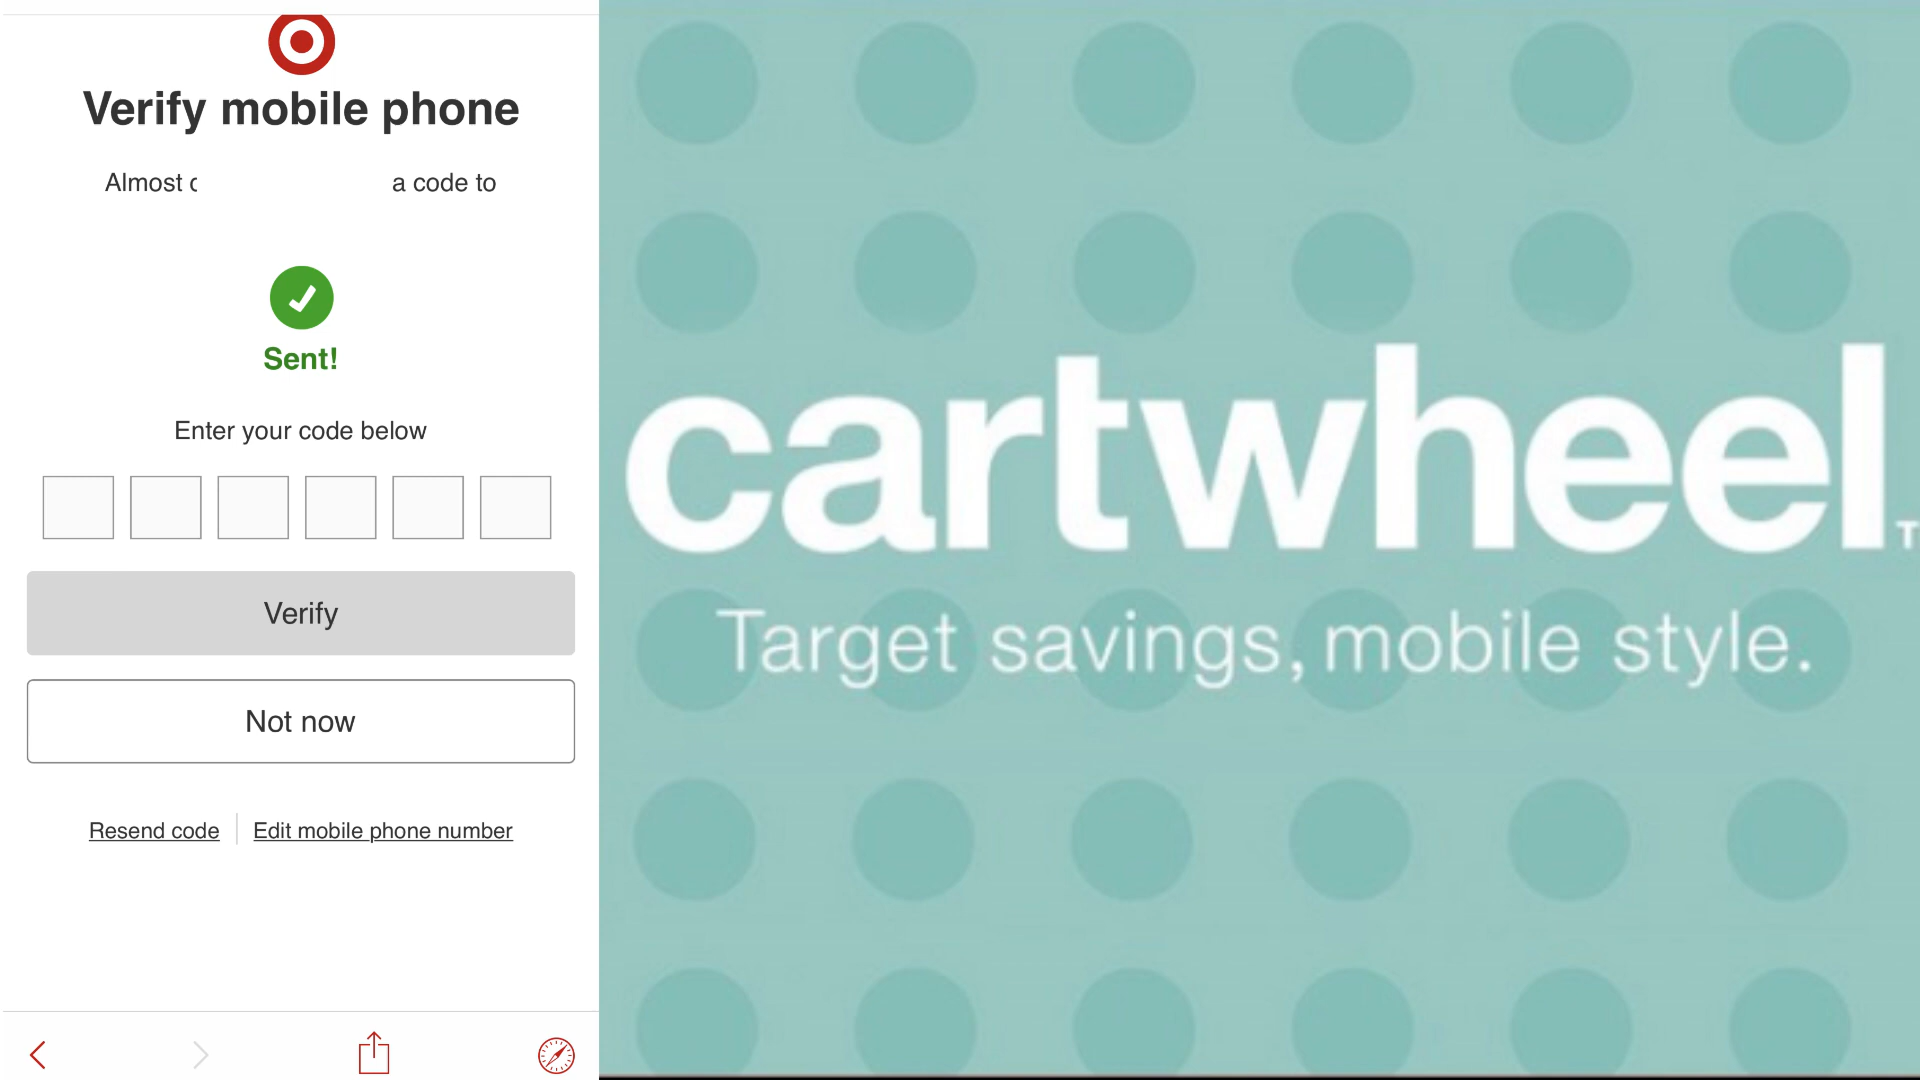 Verify mobile phone
Almost
a code to
Sent!
Enter your code below
Verify
Not now
Resend code
Edit mobile phone number
cartwheel
Target savings, mobile style.